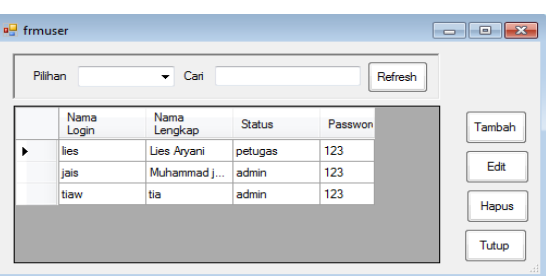 frmuser
Pilihan Cari Refresh
Nama Login Nama Lengkap Status Passwor
lies Lies Aryani petugas 123
jais Muhammad j... admin 123
tiaw tia admin 123
Tambah
Edit
Hapus
Tutup